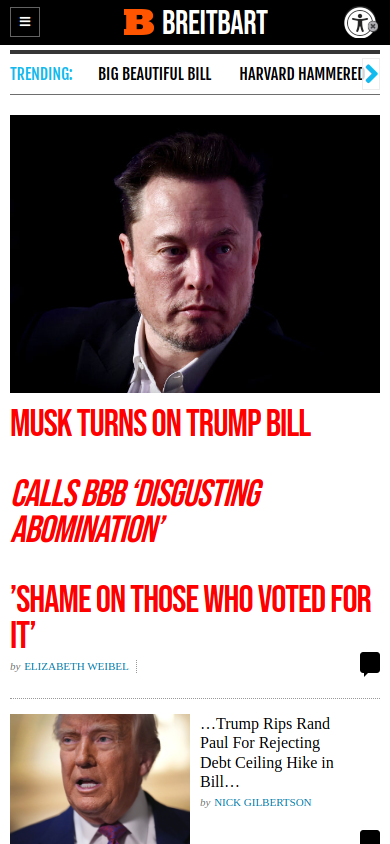 B BREITBART
TRENDING: BIG BEAUTIFUL BILL HARVARD HAMMERED
MUSK TURNS ON TRUMP BILL
CALLS BBB ‘DISGUSTING
ABOMINATION’
’SHAME ON THOSE WHO VOTED FOR
IT’
by ELIZABETH WEIBEL
…Trump Rips Rand
Paul For Rejecting
Debt Ceiling Hike in
Bill…
by NICK GILBERTSON